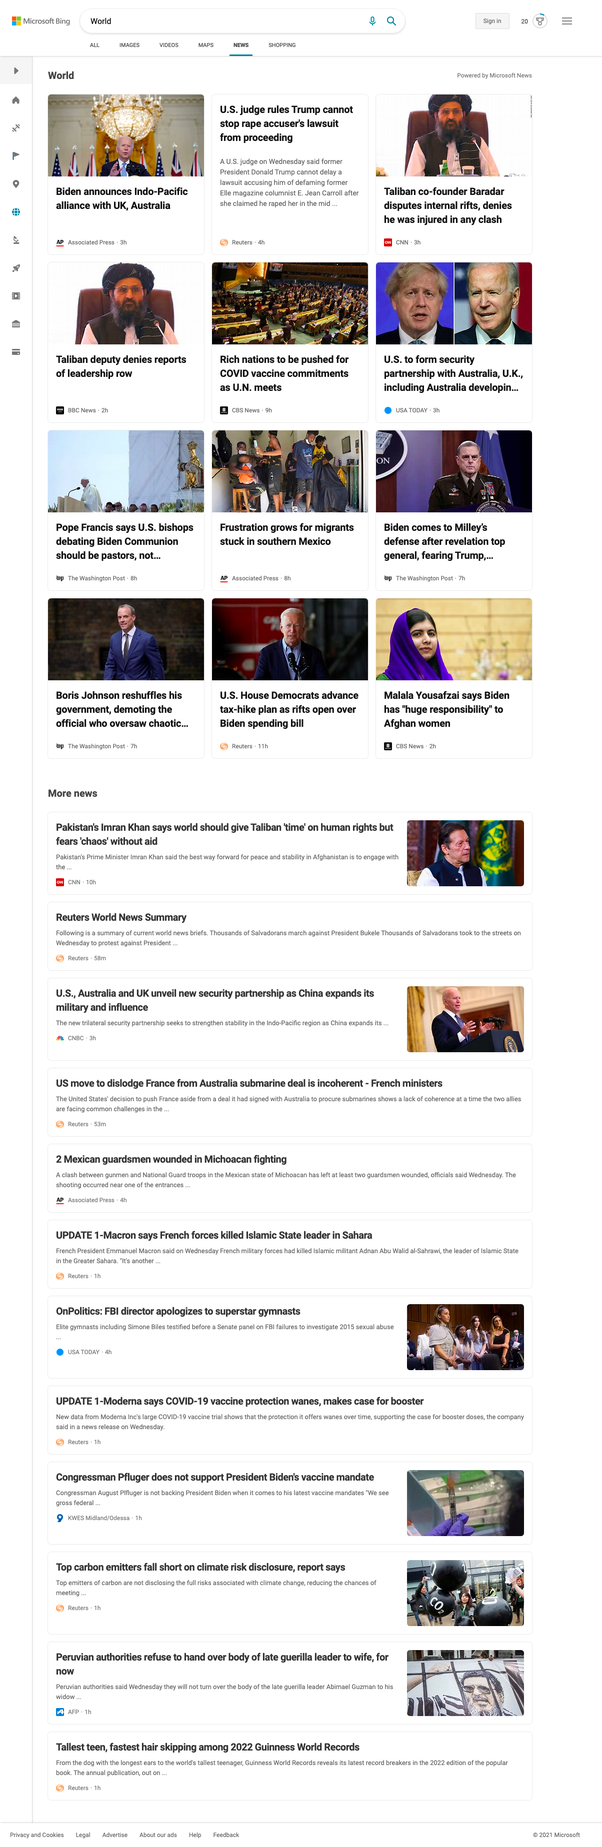 Microsoft Bing
World
Sign in
20
ALL
IMAGES
VIDEOS
MAPS
NEWS
SHOPPING
World
Powered by Microsoft News
Biden announces Indo-Pacific
alliance with UK, Australia
AP Associated Press · 3h
U.S. judge rules Trump cannot
stop rape accuser's lawsuit
from proceeding
A U.S. judge on Wednesday said former
President Donald Trump cannot delay a
lawsuit accusing him of defaming former
Elle magazine columnist E. Jean Carroll after
she claimed he raped her in the mid ...
Reuters · 4h
Taliban co-founder Baradar
disputes internal rifts, denies
he was injured in any clash
CNN · 3h
Taliban deputy denies reports
of leadership row
BBC News · 2h
Rich nations to be pushed for
COVID vaccine commitments
as U.N. meets
CBS News · 9h
U.S. to form security
partnership with Australia, U.K.,
including Australia developin...
USA TODAY · 3h
Pope Francis says U.S. bishops
debating Biden Communion
should be pastors, not...
wp The Washington Post · 8h
Frustration grows for migrants
stuck in southern Mexico
AP Associated Press · 8h
ON
Biden comes to Milley's
defense after revelation top
general, fearing Trump,...
wp The Washington Post · 7h
Boris Johnson reshuffles his
government, demoting the
official who oversaw chaotic...
wp The Washington Post · 7h
U.S. House Democrats advance
tax-hike plan as rifts open over
Biden spending bill
Reuters · 11h
Malala Yousafzai says Biden
has "huge responsibility" to
Afghan women
CBS News · 2h
More news
Pakistan's Imran Khan says world should give Taliban 'time' on human rights but
fears 'chaos' without aid
Pakistan's Prime Minister Imran Khan said the best way forward for peace and stability in Afghanistan is to engage with
the ...
CNN · 10h
Reuters World News Summary
Following is a summary of current world news briefs. Thousands of Salvadorans march against President Bukele Thousands of Salvadorans took to the streets on
Wednesday to protest against President ...
Reuters · 58m
U.S., Australia and UK unveil new security partnership as China expands its
military and influence
The new trilateral security partnership seeks to strengthen stability in the Indo-Pacific region as China expands its ...
CNBC · 3h
US move to dislodge France from Australia submarine deal is incoherent - French ministers
The United States' decision to push France aside from a deal it had signed with Australia to procure submarines shows a lack of coherence at a time the two allies
are facing common challenges in the ...
Reuters · 53m
2 Mexican guardsmen wounded in Michoacan fighting
A clash between gunmen and National Guard troops in the Mexican state of Michoacan has left at least two guardsmen wounded, officials said Wednesday. The
shooting occurred near one of the entrances ...
AP Associated Press · 4h
UPDATE 1-Macron says French forces killed Islamic State leader in Sahara
French President Emmanuel Macron said on Wednesday French military forces had killed Islamic militant Adnan Abu Walid al-Sahrawi, the leader of Islamic State
in the Greater Sahara. "It's another ...
Reuters · 1h
OnPolitics: FBI director apologizes to superstar gymnasts
Elite gymnasts including Simone Biles testified before a Senate panel on FBI failures to investigate 2015 sexual abuse
...
USA TODAY · 4h
UPDATE 1-Moderna says COVID-19 vaccine protection wanes, makes case for booster
New data from Moderna Inc's large COVID-19 vaccine trial shows that the protection it offers wanes over time, supporting the case for booster doses, the company
said in a news release on Wednesday.
Reuters · 1h
Congressman Pfluger does not support President Biden's vaccine mandate
Congressman August Pflfluger is not backing President Biden when it comes to his latest vaccine mandates "We see
gross federal ...
KWES Midland/Odessa · 1h
Top carbon emitters fall short on climate risk disclosure, report says
Top emitters of carbon are not disclosing the full risks associated with climate change, reducing the chances of
meeting ...
Reuters · 1h
CO2
Peruvian authorities refuse to hand over body of late guerilla leader to wife, for
now
Peruvian authorities said Wednesday they will not turn over the body of the late guerilla leader Abimael Guzman to his
widow ...
AFP · 1h
Tallest teen, fastest hair skipping among 2022 Guinness World Records
From the dog with the longest ears to the world's tallest teenager, Guinness World Records reveals its latest record breakers in the 2022 edition of the popular
book. The annual publication, out on ...
Reuters · 1h
Privacy and Cookies
Legal
Advertise
About our ads
Help
Feedback
© 2021 Microsoft